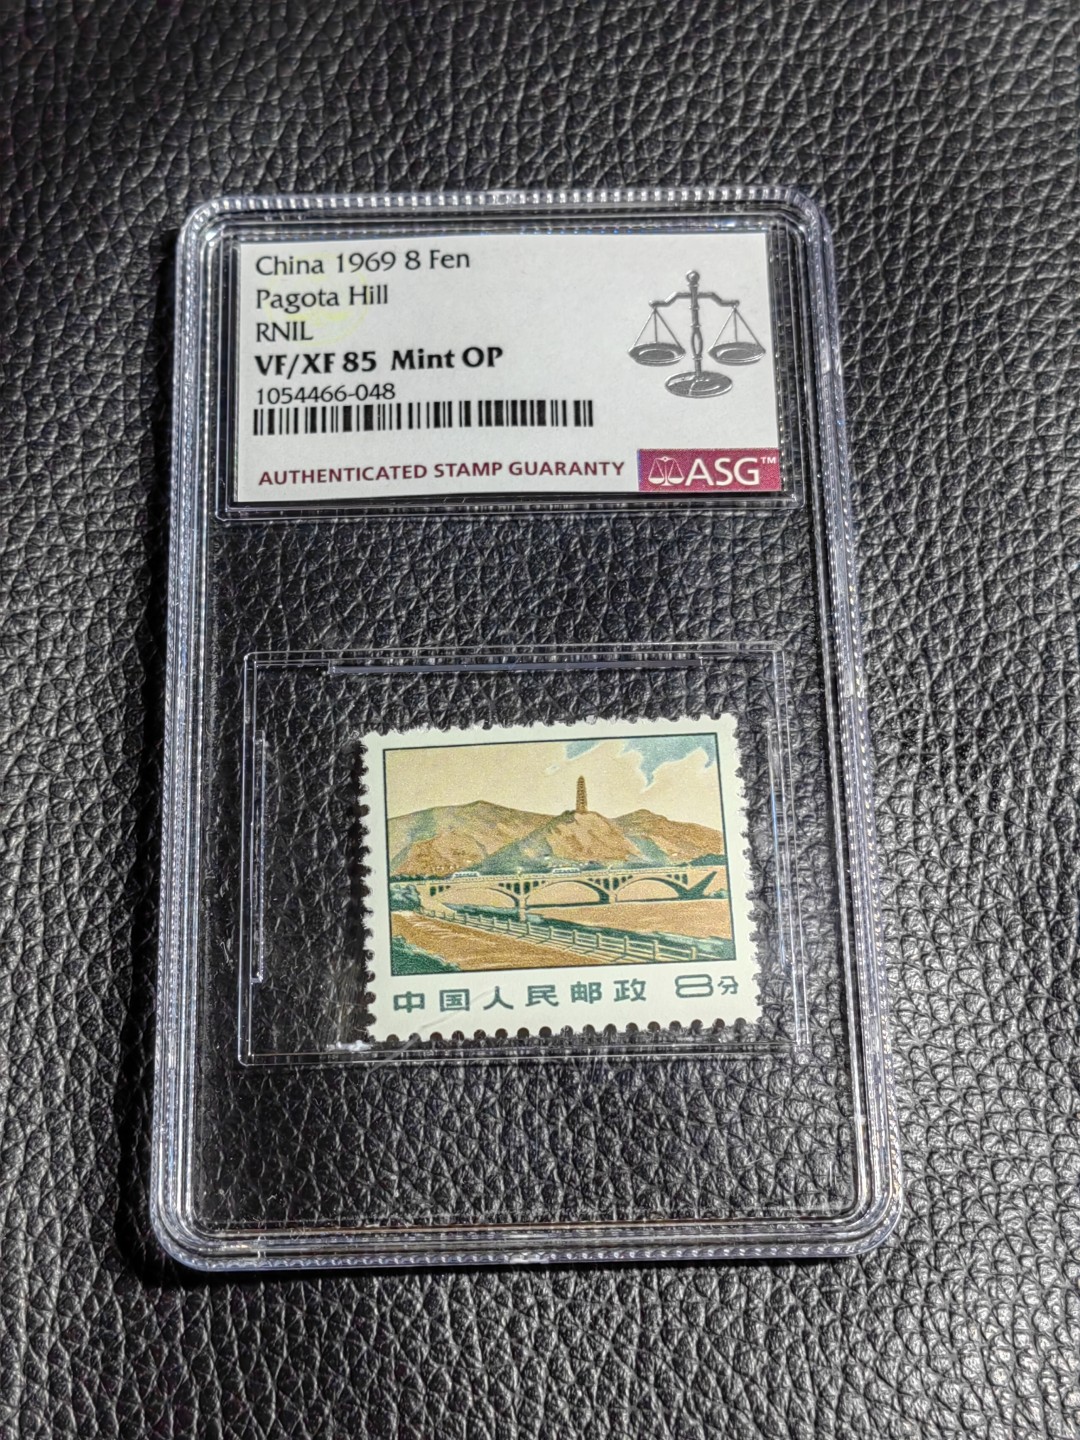 China 1969 8 Fen
Pagota Hill
RNIL
VF/XF 85 Mint OP
1054466-048
AUTHENTICATED STAMP GUARANTY ASG™
中国人民邮政 8分